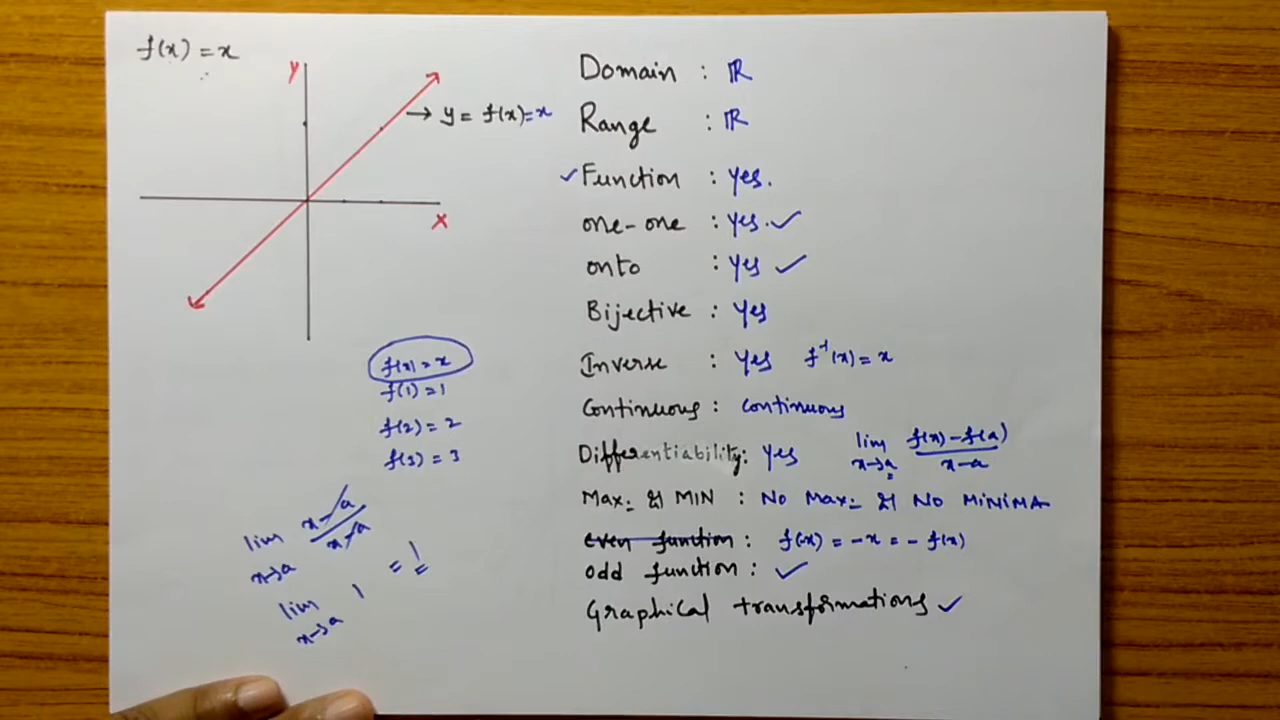 f(x) = x
Y
→ y = f(x)=x
X
f(x) = x
f(1) = 1
f(2) = 2
f(3) = 3
lim x→a x-a / x-a
lim x→a 1 = 1
Domain : ℝ
Range : ℝ
✓ Function : yes.
one-one : yes. ✓
onto : yes ✓
Bijective : yes
Inverse : yes f⁻¹(x) = x
Continuous : continuous
Differentiability: yes lim x→a f(x)-f(a) / x-a
Max. & MIN : No Max. & No MINIMA
even function : f(-x) = -x = - f(x)
odd function : ✓
Graphical transformations ✓